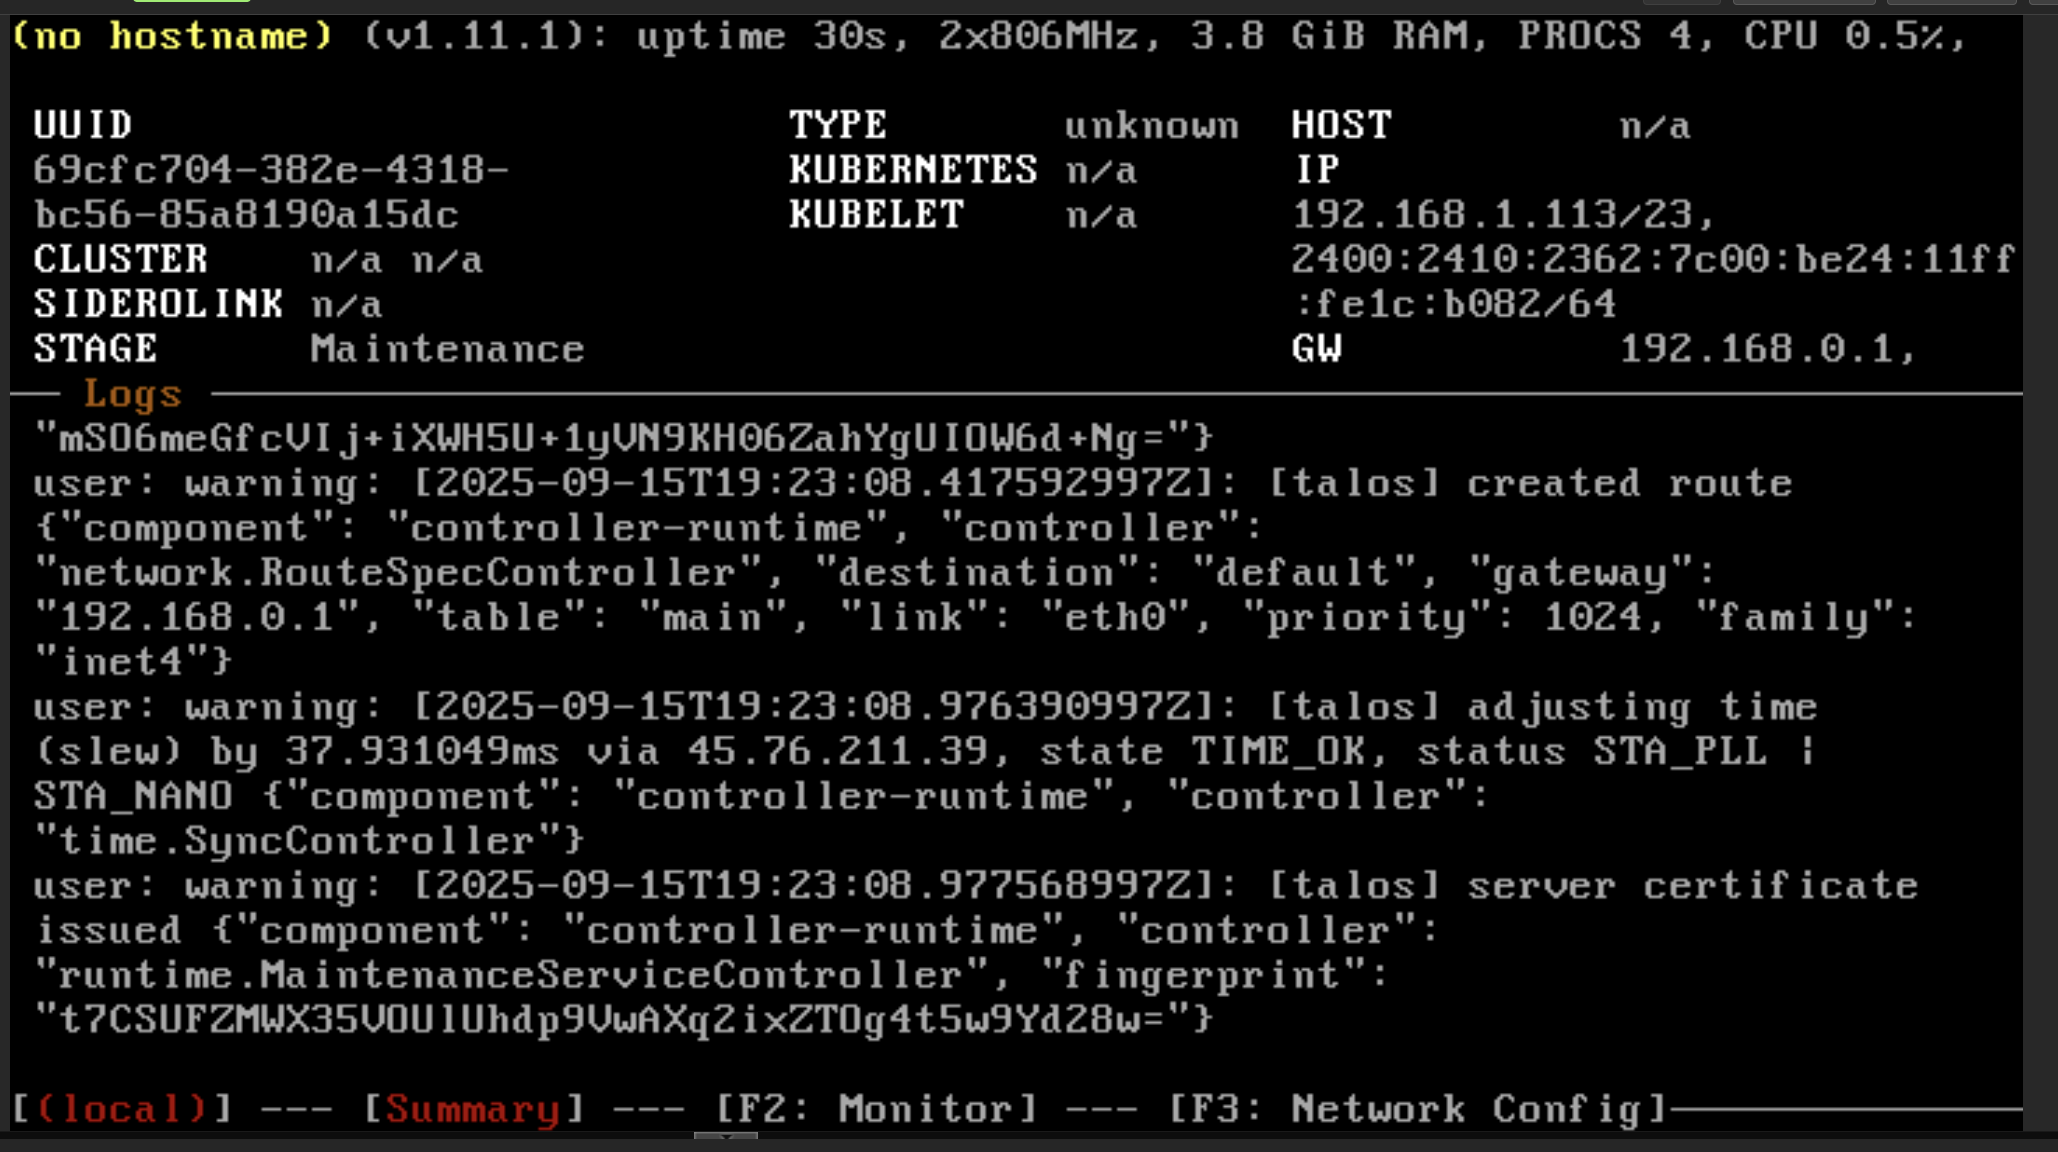 (no hostname) (v1.11.1): uptime 30s, 2x806MHz, 3.8 GiB RAM, PROCS 4, CPU 0.5%,
UUID TYPE unknown HOST n/a
69cfc704-382e-4318- KUBERNETES n/a IP
bc56-85a8190a15dc KUBELET n/a 192.168.1.113/23,
CLUSTER n/a n/a 2400:2410:2362:7c00:be24:11ff
SIDEROLINK n/a :fe1c:b082/64
STAGE Maintenance GW 192.168.0.1,
Logs
"mSO6meGfcVIj+iXWH5U+1yVN9KH06ZahYgUIOW6d+Ng="}
user: warning: [2025-09-15T19:23:08.417592997Z]: [talos] created route
{"component": "controller-runtime", "controller":
"network.RouteSpecController", "destination": "default", "gateway":
"192.168.0.1", "table": "main", "link": "eth0", "priority": 1024, "family":
"inet4"}
user: warning: [2025-09-15T19:23:08.976390997Z]: [talos] adjusting time
(slew) by 37.931049ms via 45.76.211.39, state TIME_OK, status STA_PLL |
STA_NANO {"component": "controller-runtime", "controller":
"time.SyncController"}
user: warning: [2025-09-15T19:23:08.977568997Z]: [talos] server certificate
issued {"component": "controller-runtime", "controller":
"runtime.MaintenanceServiceController", "fingerprint":
"t7CSUFZMWX35VOUlUhdp9VwAXq2ixZTOg4t5w9Yd28w="}
[(local)] --- [Summary] --- [F2: Monitor] --- [F3: Network Config]